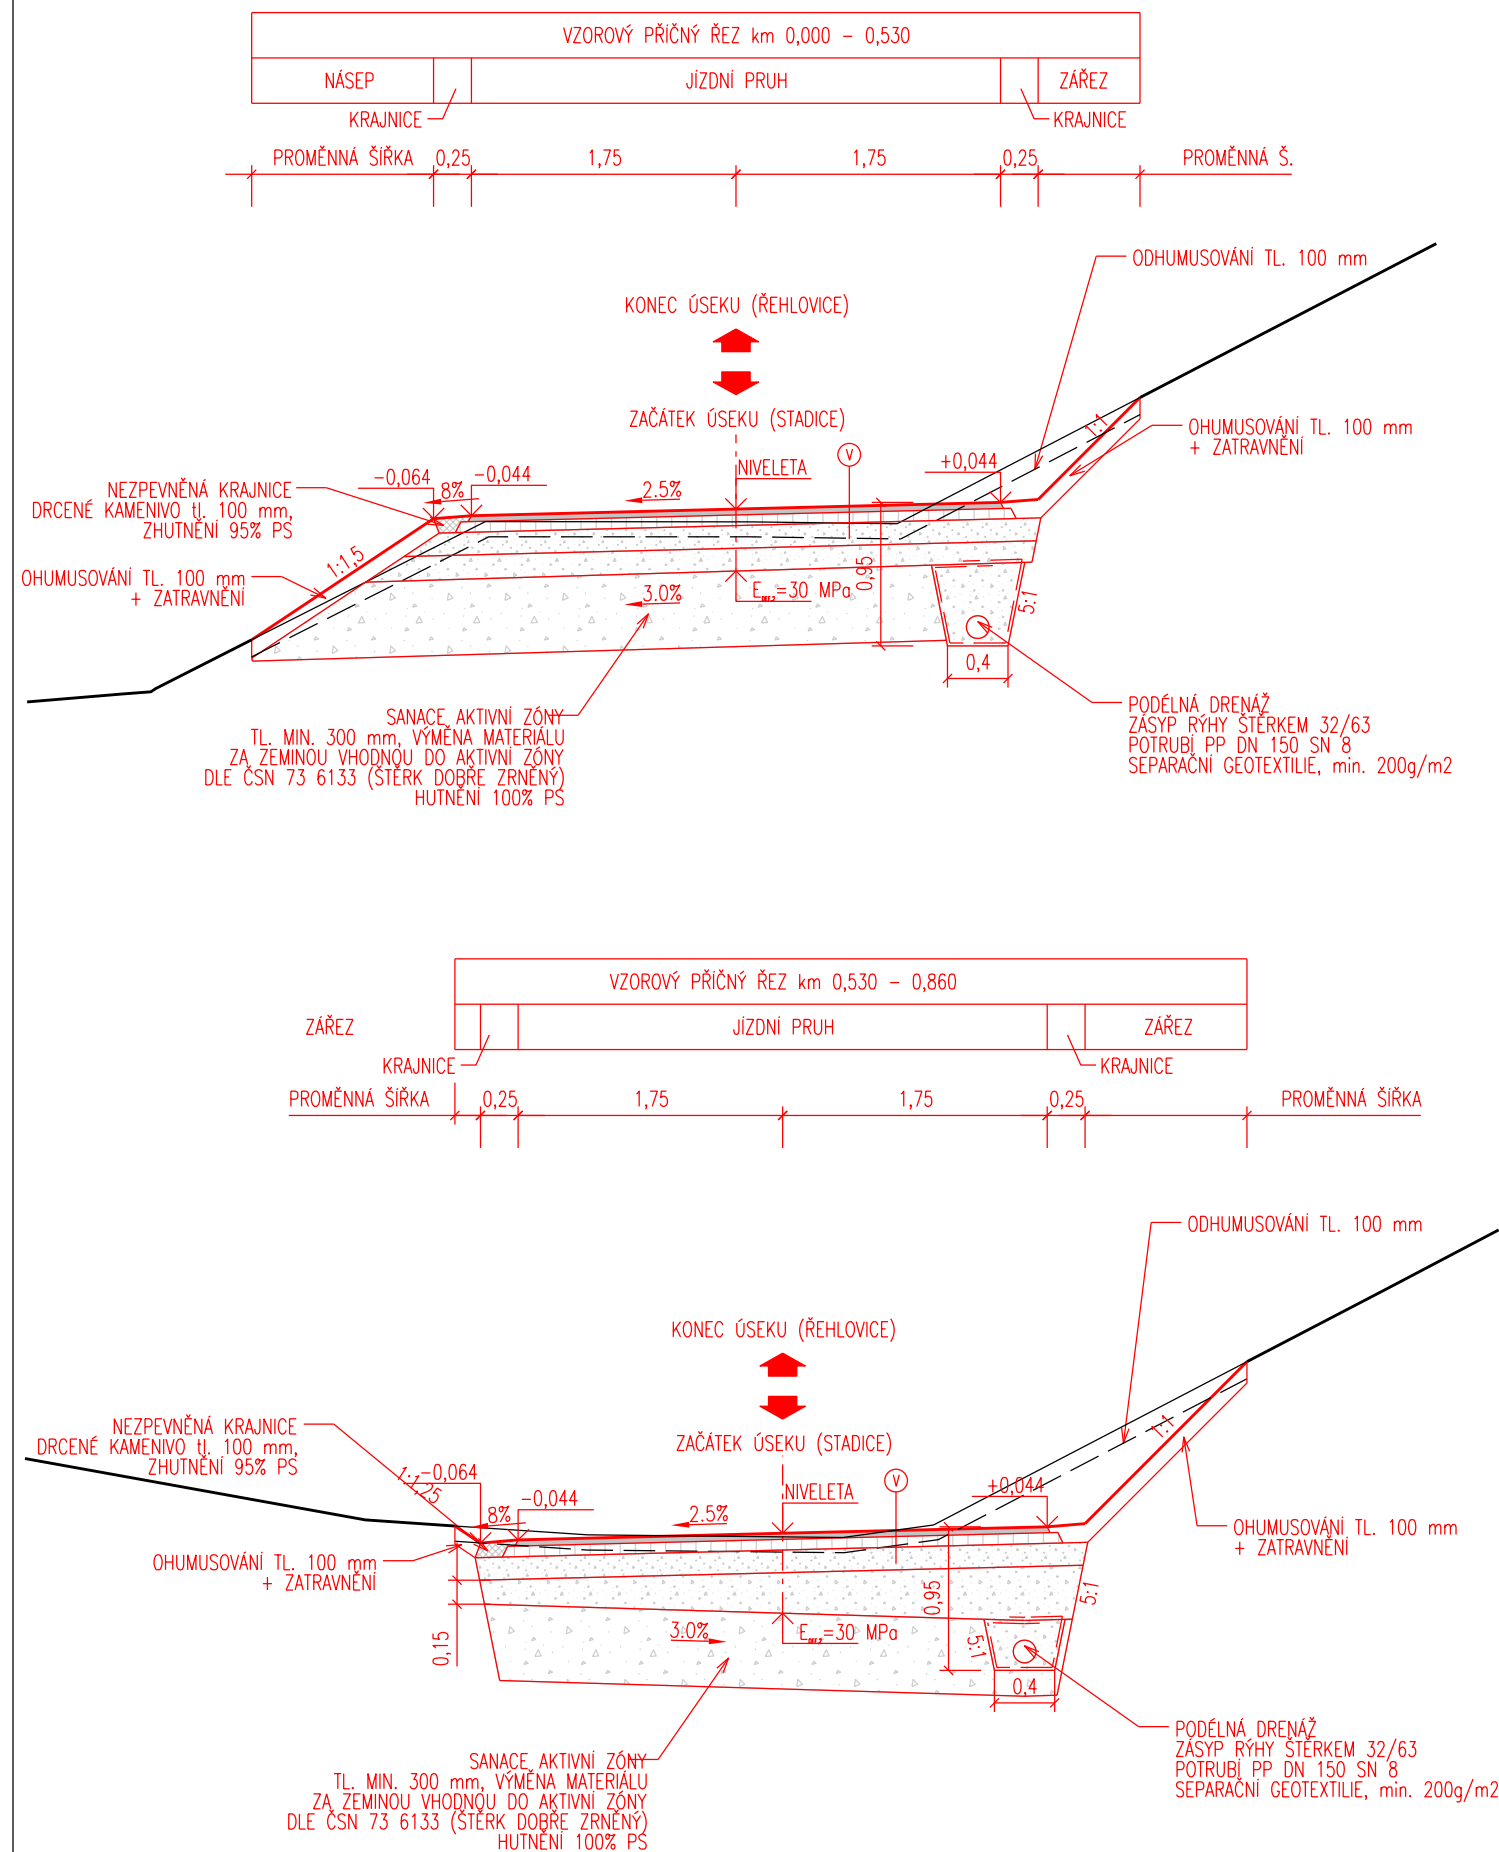 VZOROVÝ PŘÍČNÝ ŘEZ km 0,000 - 0,530
NÁSEP
JÍZDNÍ PRUH
ZÁŘEZ
KRAJNICE
KRAJNICE
PROMĚNNÁ ŠÍŘKA
0,25
1,75
1,75
0,25
PROMĚNNÁ Š.
ODHUMUSOVÁNÍ TL. 100 mm
KONEC ÚSEKU (ŘEHLOVICE)
ZAČÁTEK ÚSEKU (STADICE)
1:1
OHUMUSOVÁNÍ TL. 100 mm
+ ZATRAVNĚNÍ
NIVELETA
V
+0,044
-0,064
-0,044
8%
2.5%
NEZPEVNĚNÁ KRAJNICE
DRCENÉ KAMENIVO tl. 100 mm,
ZHUTNĚNÍ 95% PS
1:1,5
OHUMUSOVÁNÍ TL. 100 mm
+ ZATRAVNĚNÍ
3.0%
EDEF,2=30 MPa
0,95
5:1
0,4
SANACE AKTIVNÍ ZÓNY
TL. MIN. 300 mm, VÝMĚNA MATERIÁLU
ZA ZEMINOU VHODNOU DO AKTIVNÍ ZÓNY
DLE ČSN 73 6133 (ŠTĚRK DOBŘE ZRNĚNÝ)
HUTNĚNÍ 100% PS
PODÉLNÁ DRENÁŽ
ZÁSYP RÝHY ŠTĚRKEM 32/63
POTRUBÍ PP DN 150 SN 8
SEPARAČNÍ GEOTEXTILIE, min. 200g/m2
VZOROVÝ PŘÍČNÝ ŘEZ km 0,530 - 0,860
ZÁŘEZ
JÍZDNÍ PRUH
ZÁŘEZ
KRAJNICE
KRAJNICE
PROMĚNNÁ ŠÍŘKA
0,25
1,75
1,75
0,25
PROMĚNNÁ ŠÍŘKA
ODHUMUSOVÁNÍ TL. 100 mm
KONEC ÚSEKU (ŘEHLOVICE)
ZAČÁTEK ÚSEKU (STADICE)
1:1
NEZPEVNĚNÁ KRAJNICE
DRCENÉ KAMENIVO tl. 100 mm,
ZHUTNĚNÍ 95% PS
1:1,25
-0,064
-0,044
8%
2.5%
NIVELETA
V
+0,044
OHUMUSOVÁNÍ TL. 100 mm
+ ZATRAVNĚNÍ
OHUMUSOVÁNÍ TL. 100 mm
+ ZATRAVNĚNÍ
0,15
3.0%
EDEF,2=30 MPa
0,95
5:1
5:1
0,4
SANACE AKTIVNÍ ZÓNY
TL. MIN. 300 mm, VÝMĚNA MATERIÁLU
ZA ZEMINOU VHODNOU DO AKTIVNÍ ZÓNY
DLE ČSN 73 6133 (ŠTĚRK DOBŘE ZRNĚNÝ)
HUTNĚNÍ 100% PS
PODÉLNÁ DRENÁŽ
ZÁSYP RÝHY ŠTĚRKEM 32/63
POTRUBÍ PP DN 150 SN 8
SEPARAČNÍ GEOTEXTILIE, min. 200g/m2